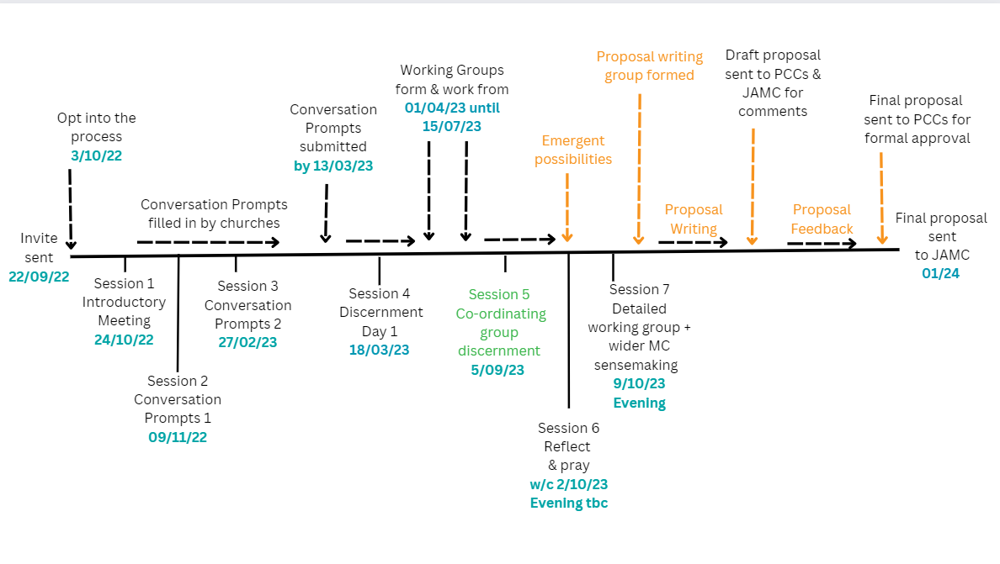 Invite
sent
22/09/22
Opt into the
process
3/10/22
Conversation Prompts
filled in by churches
Conversation
Prompts
submitted
by 13/03/23
Working Groups
form & work from
01/04/23 until
15/07/23
Emergent
possibilities
Proposal writing
group formed
Proposal
Writing
Draft proposal
sent to PCCs &
JAMC for
comments
Proposal
Feedback
Final proposal
sent to PCCs for
formal approval
Final proposal
sent
to JAMC
01/24
Session 1
Introductory
Meeting
24/10/22
Session 2
Conversation
Prompts 1
09/11/22
Session 3
Conversation
Prompts 2
27/02/23
Session 4
Discernment
Day 1
18/03/23
Session 5
Co-ordinating
group
discernment
5/09/23
Session 6
Reflect
& pray
w/c 2/10/23
Evening tbc
Session 7
Detailed
working group +
wider MC
sensemaking
9/10/23
Evening